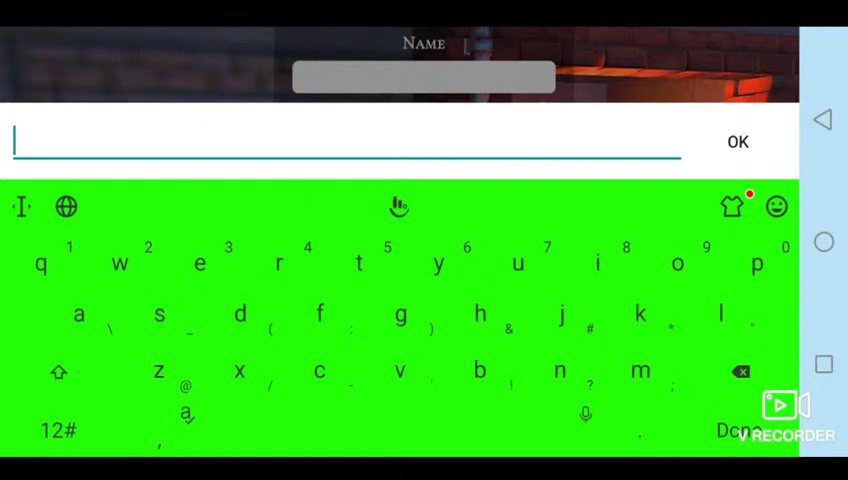 NAME [
OK
1 2 3 4 5 6 7 8 9 0
q w e r t y u i o p
a s d f g h j k l
\ _ ( : ) & # *
z x c v b n m
@ / - ' ! ? ;
a
12# , . Done
V RECORDER